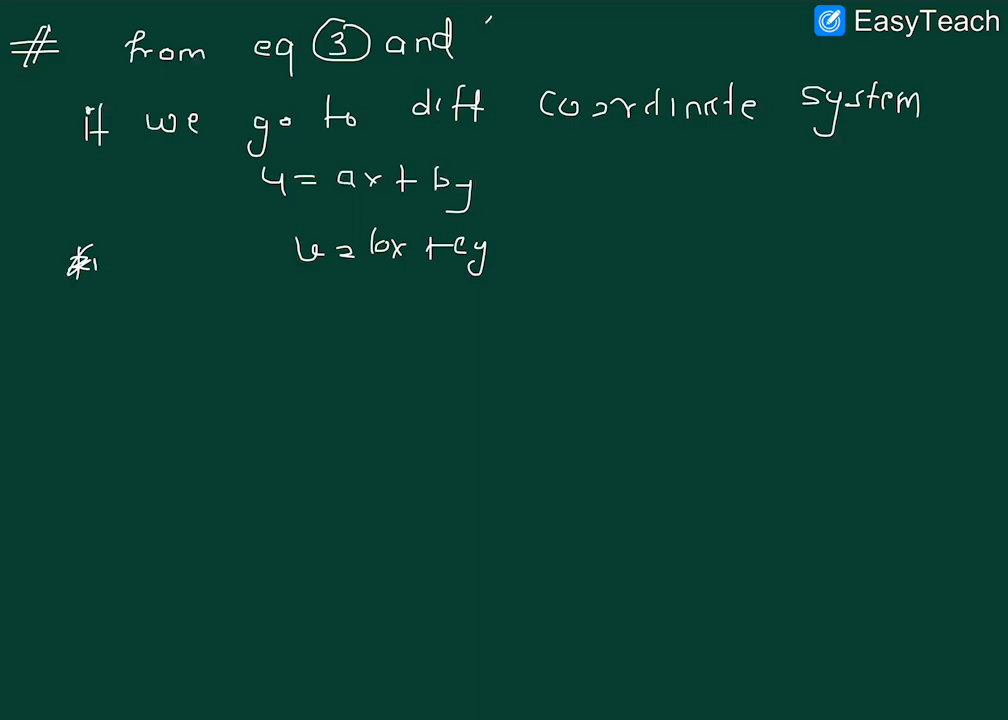 EasyTeach
# from eq ③ and
if we go to diff coordinate system
u = ax + by
v = bx + cy